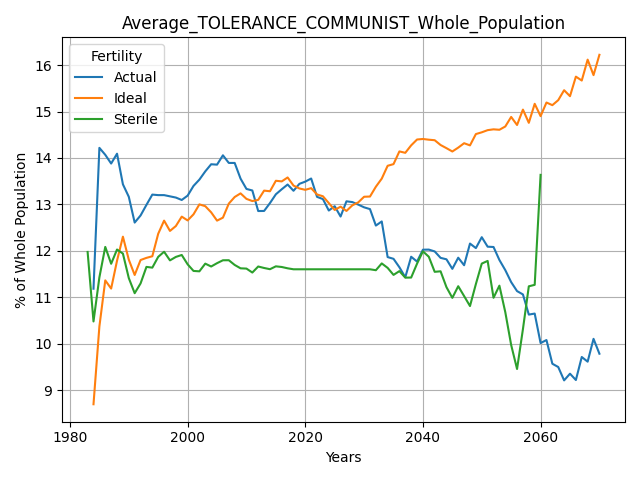 Average_TOLERANCE_COMMUNIST_Whole_Population
Fertility
Actual
Ideal
Sterile
% of Whole Population
16
15
14
13
12
11
10
9
1980
2000
2020
2040
2060
Years